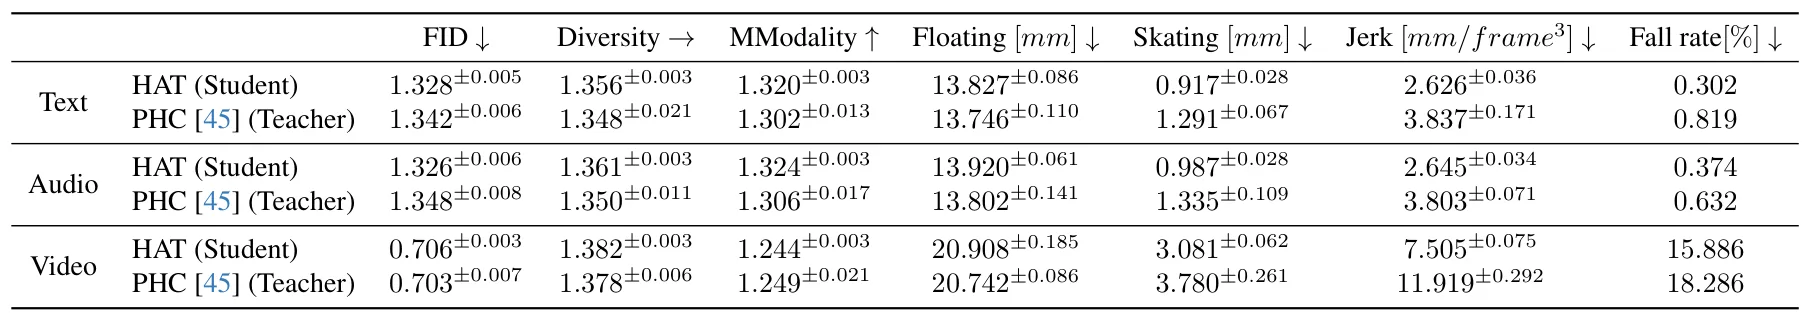 FID ↓ Diversity → MModality ↑ Floating [mm] ↓ Skating [mm] ↓ Jerk [mm/frame³] ↓ Fall rate[%] ↓
Text
HAT (Student) 1.328±0.005 1.356±0.003 1.320±0.003 13.827±0.086 0.917±0.028 2.626±0.036 0.302
PHC [45] (Teacher) 1.342±0.006 1.348±0.021 1.302±0.013 13.746±0.110 1.291±0.067 3.837±0.171 0.819
Audio
HAT (Student) 1.326±0.006 1.361±0.003 1.324±0.003 13.920±0.061 0.987±0.028 2.645±0.034 0.374
PHC [45] (Teacher) 1.348±0.008 1.350±0.011 1.306±0.017 13.802±0.141 1.335±0.109 3.803±0.071 0.632
Video
HAT (Student) 0.706±0.003 1.382±0.003 1.244±0.003 20.908±0.185 3.081±0.062 7.505±0.075 15.886
PHC [45] (Teacher) 0.703±0.007 1.378±0.006 1.249±0.021 20.742±0.086 3.780±0.261 11.919±0.292 18.286